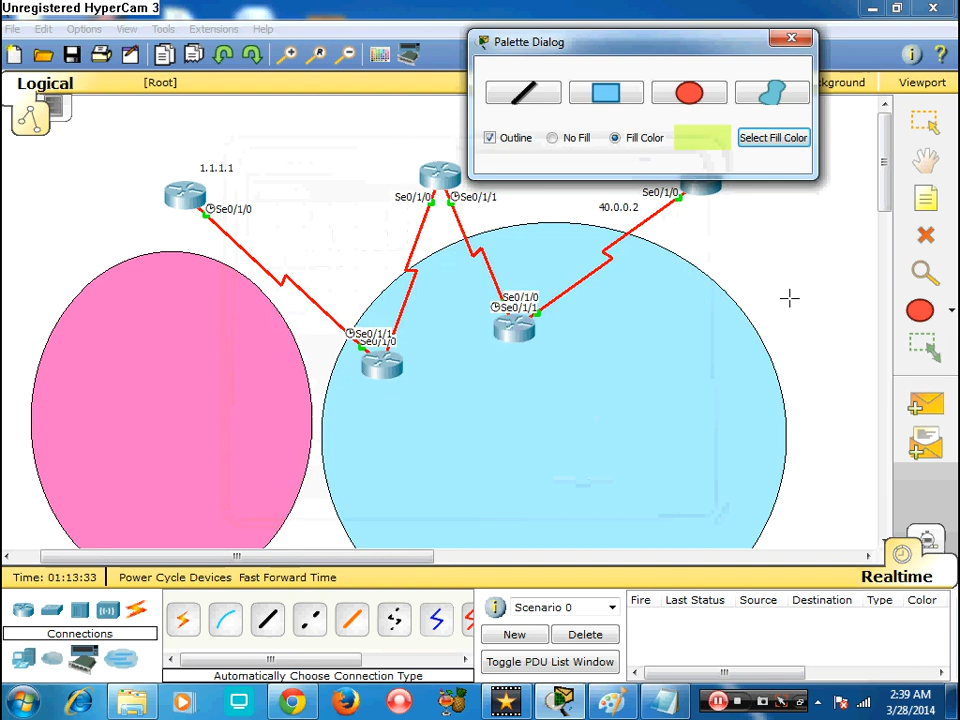 Unregistered HyperCam 3
File Edit Options View Tools Extensions Help
Palette Dialog
Logical
[Root]
kground
Viewport
Outline
No Fill
Fill Color
Select Fill Color
1.1.1.1
Se0/1/0
Se0/1/0
Se0/1/1
Se0/1/0
40.0.0.2
Se0/1/0
Se0/1/1
Se0/1/1
Se0/1/0
Time: 01:13:33
Power Cycle Devices Fast Forward Time
Realtime
Connections
Automatically Choose Connection Type
Scenario 0
New
Delete
Toggle PDU List Window
Fire Last Status Source Destination Type Color
2:39 AM
3/28/2014